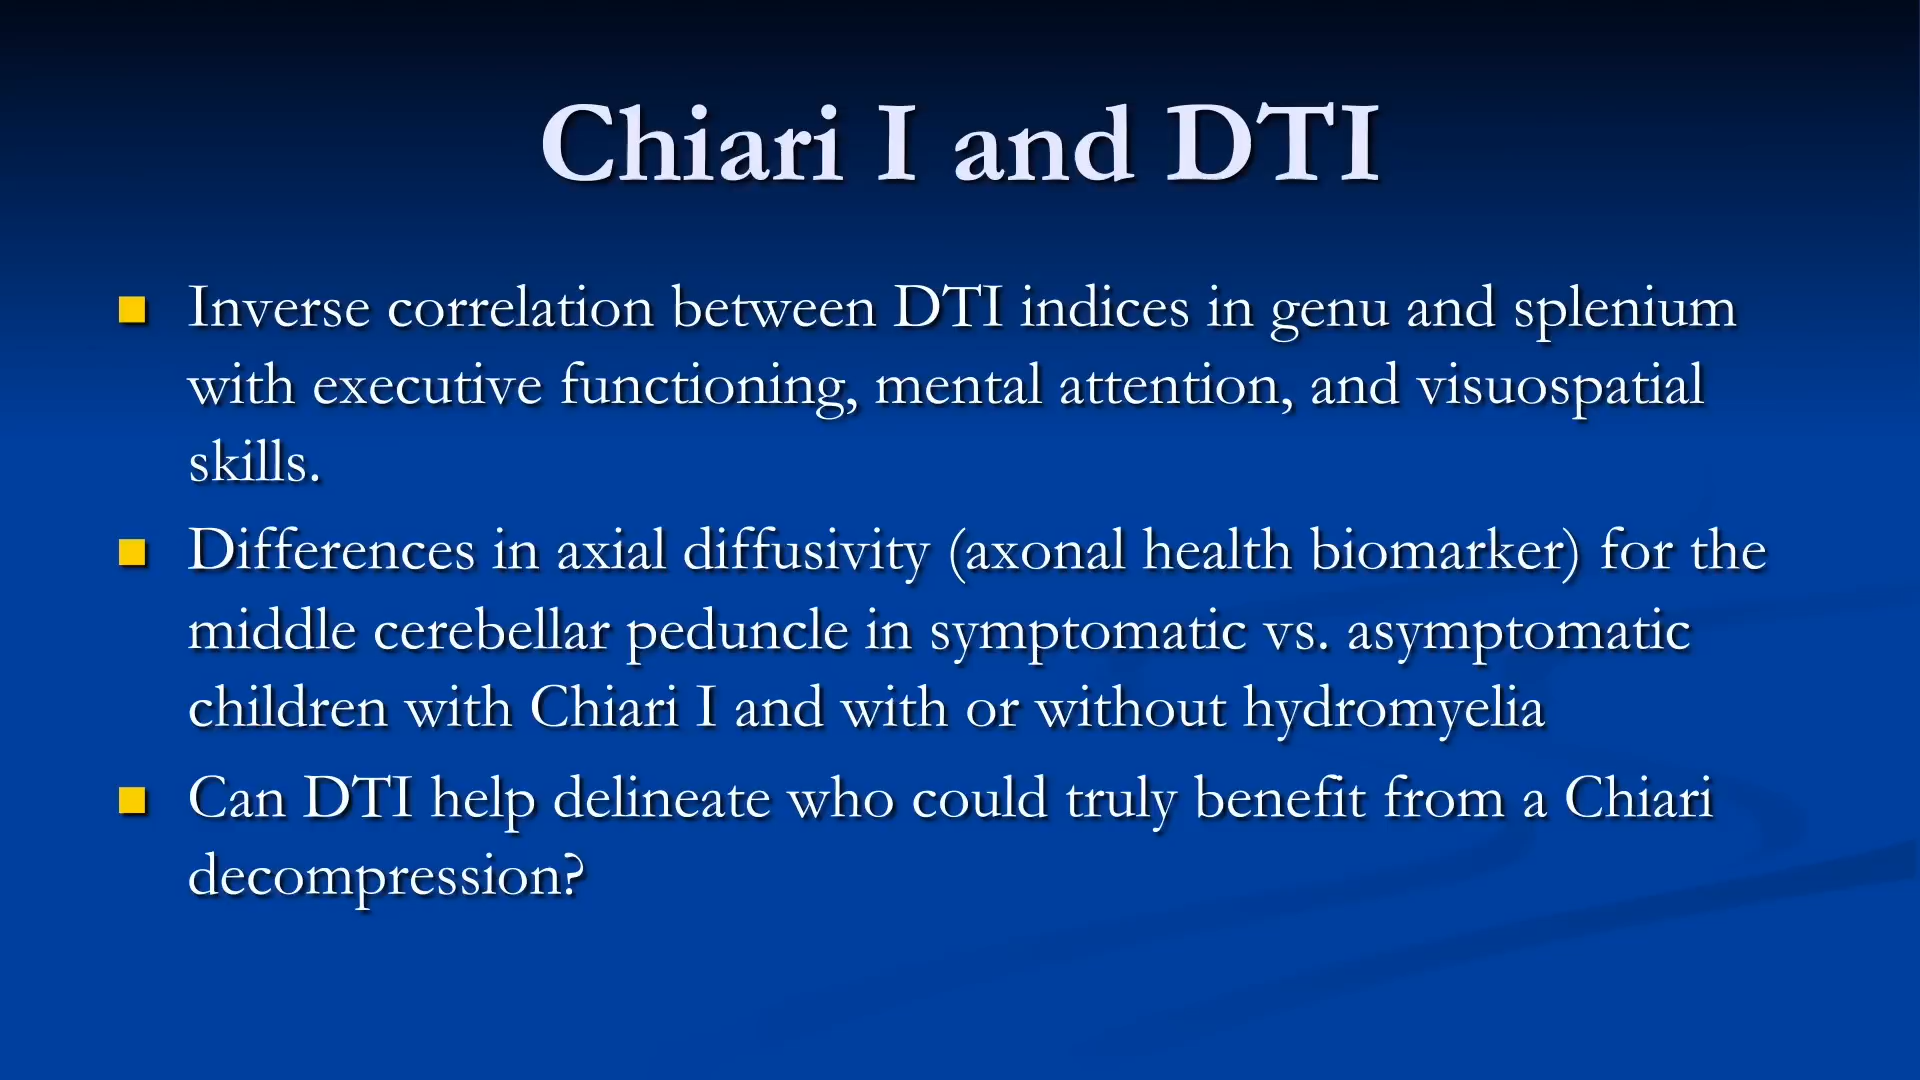 Chiari I and DTI
Inverse correlation between DTI indices in genu and splenium
with executive functioning, mental attention, and visuospatial
skills.
Differences in axial diffusivity (axonal health biomarker) for the
middle cerebellar peduncle in symptomatic vs. asymptomatic
children with Chiari I and with or without hydromyelia
Can DTI help delineate who could truly benefit from a Chiari
decompression?